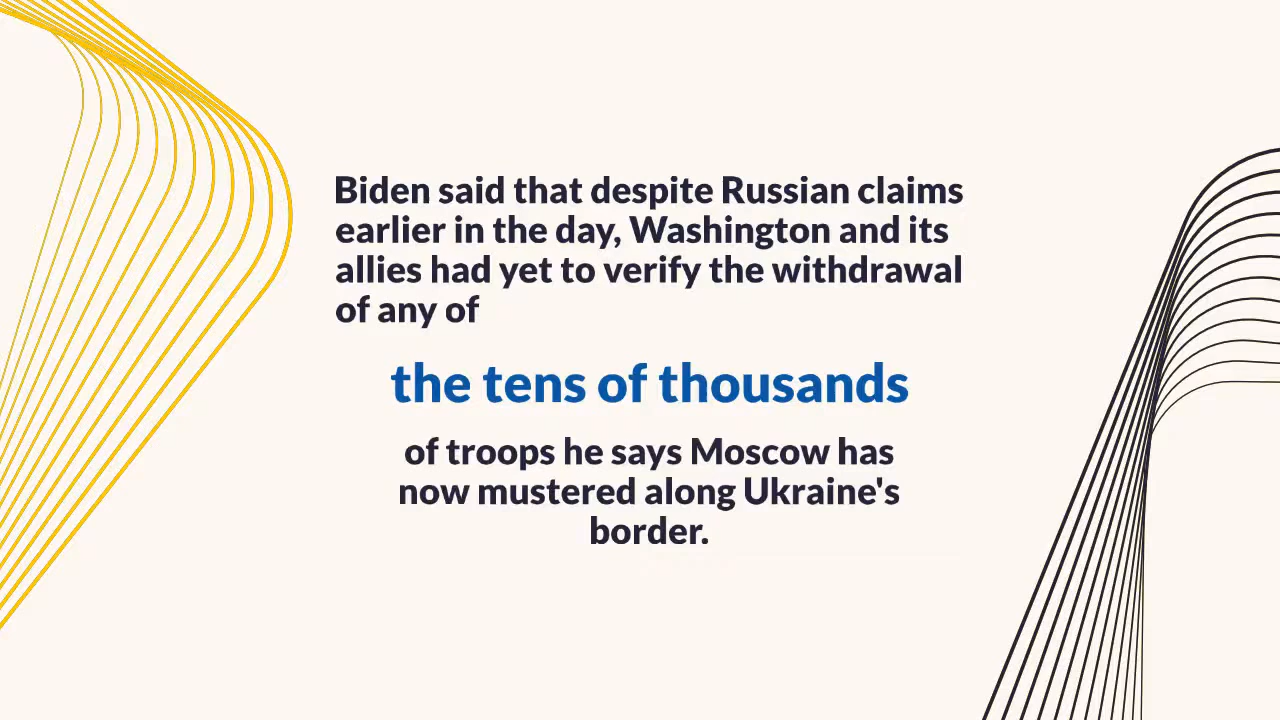 Biden said that despite Russian claims
earlier in the day, Washington and its
allies had yet to verify the withdrawal
of any of
the tens of thousands
of troops he says Moscow has
now mustered along Ukraine's
border.